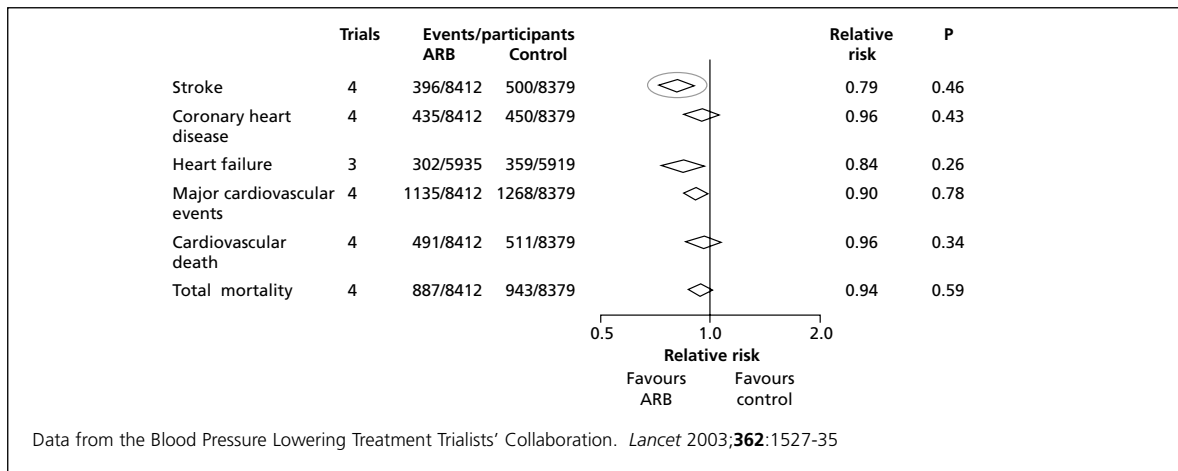 Trials Events/participants Relative P
ARB Control risk
Stroke 4 396/8412 500/8379 0.79 0.46
Coronary heart 4 435/8412 450/8379 0.96 0.43
disease
Heart failure 3 302/5935 359/5919 0.84 0.26
Major cardiovascular 4 1135/8412 1268/8379 0.90 0.78
events
Cardiovascular 4 491/8412 511/8379 0.96 0.34
death
Total mortality 4 887/8412 943/8379 0.94 0.59
0.5 1.0 2.0
Relative risk
Favours Favours
ARB control
Data from the Blood Pressure Lowering Treatment Trialists' Collaboration. Lancet 2003;362:1527-35